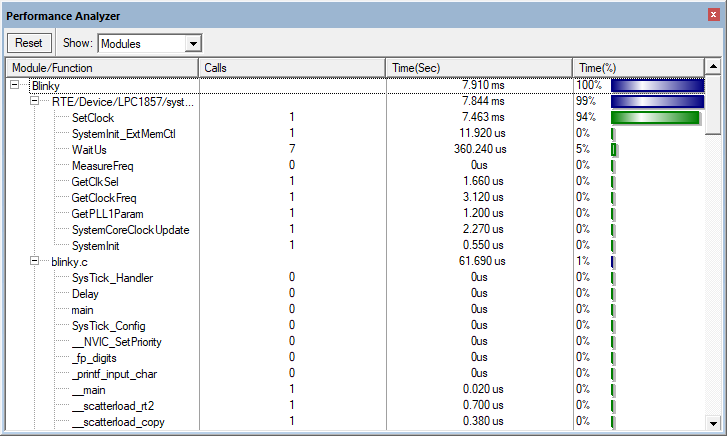 Performance Analyzer
Reset Show: Modules
Module/Function Calls Time(Sec) Time(%)
Blinky 7.910 ms 100%
RTE/Device/LPC1857/syst... 7.844 ms 99%
SetClock 1 7.463 ms 94%
SystemInit_ExtMemCtl 1 11.920 us 0%
WaitUs 7 360.240 us 5%
MeasureFreq 0 0us 0%
GetClkSel 1 1.660 us 0%
GetClockFreq 1 3.120 us 0%
GetPLL1Param 1 1.200 us 0%
SystemCoreClockUpdate 1 2.270 us 0%
SystemInit 1 0.550 us 0%
blinky.c 61.690 us 1%
SysTick_Handler 0 0us 0%
Delay 0 0us 0%
main 0 0us 0%
SysTick_Config 0 0us 0%
__NVIC_SetPriority 0 0us 0%
_fp_digits 0 0us 0%
_printf_input_char 0 0us 0%
__main 1 0.020 us 0%
__scatterload_rt2 1 0.700 us 0%
__scatterload_copy 1 0.380 us 0%